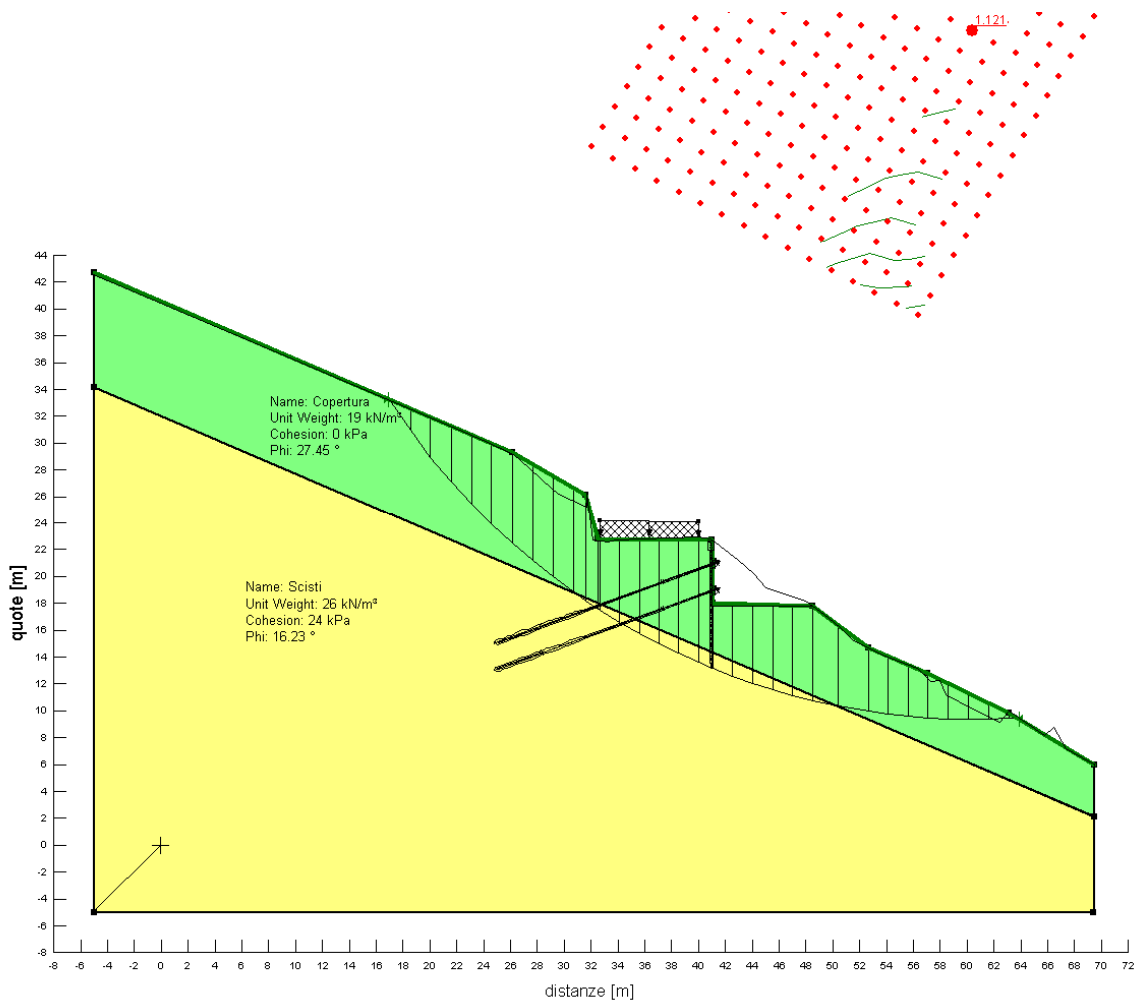 1.121
44
42
40
38
36
34
32
30
28
26
24
22
20
18
16
14
12
10
8
6
4
2
0
-2
-4
-6
-8
quote [m]
Name: Copertura
Unit Weight: 19 kN/m³
Cohesion: 0 kPa
Phi: 27.45 °
Name: Scisti
Unit Weight: 26 kN/m³
Cohesion: 24 kPa
Phi: 16.23 °
-8 -6 -4 -2 0 2 4 6 8 10 12 14 16 18 20 22 24 26 28 30 32 34 36 38 40 42 44 46 48 50 52 54 56 58 60 62 64 66 68 70 72
distanze [m]